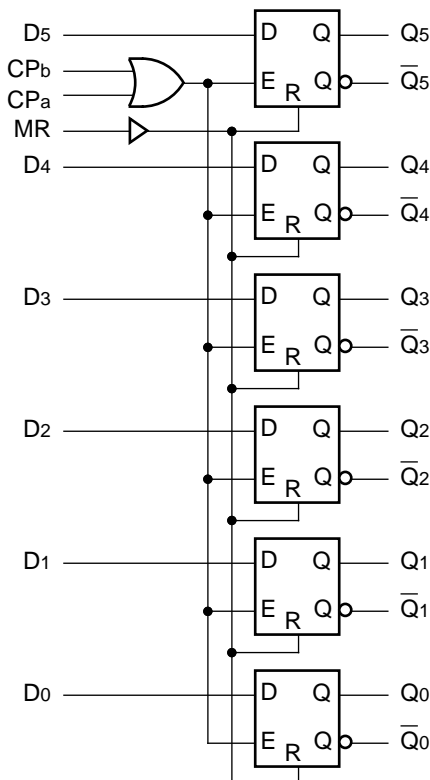 D5 D Q Q5
CPb
E Q Q̅5
CPa
R
MR
D4 D Q Q4
E Q Q̅4
R
D3 D Q Q3
E Q Q̅3
R
D2 D Q Q2
E Q Q̅2
R
D1 D Q Q1
E Q Q̅1
R
D0 D Q Q0
E Q Q̅0
R